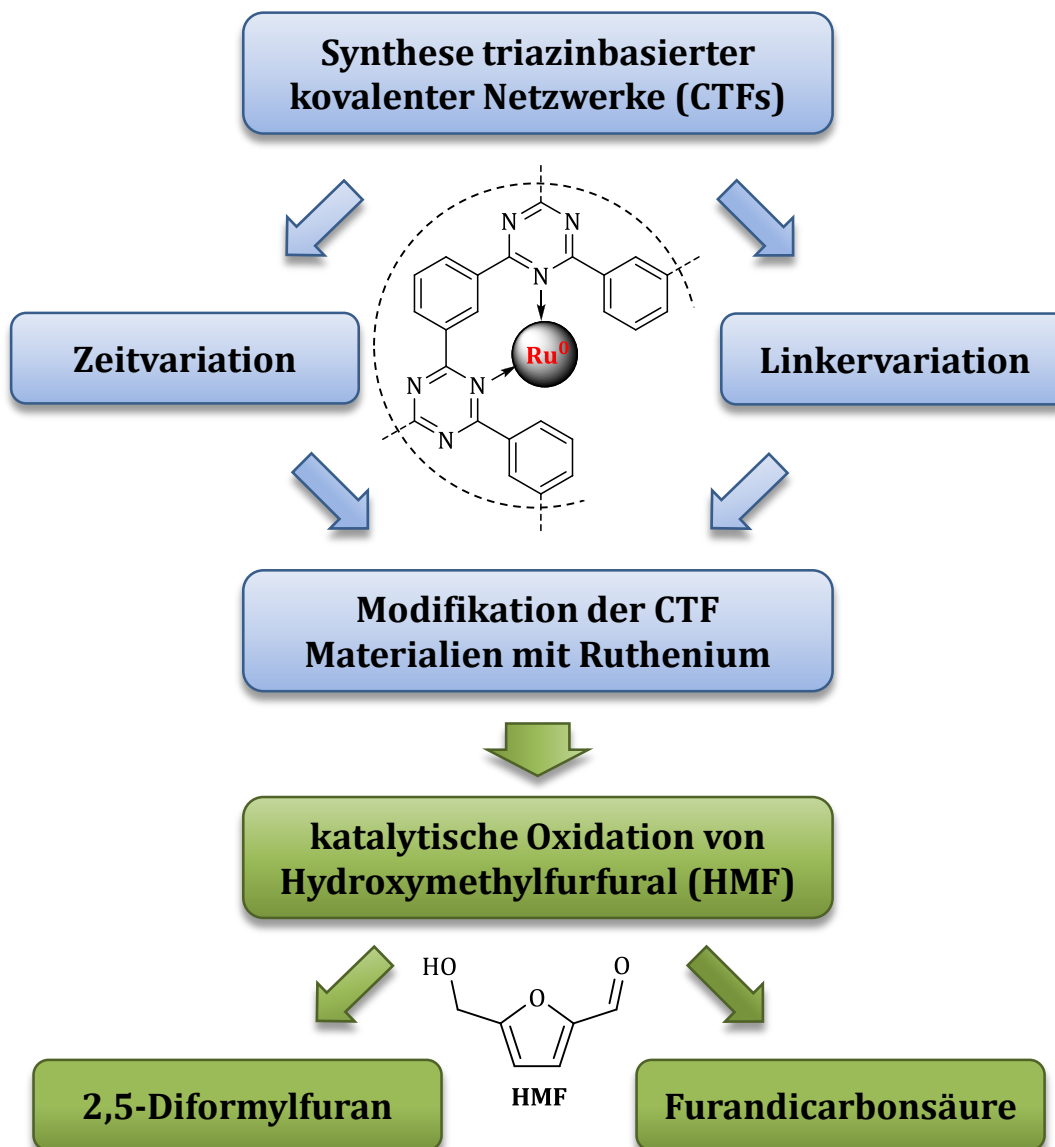 Synthese triazinbasierter
kovalenter Netzwerke (CTFs)
N N
N
Ru⁰
Zeitvariation
Linkervariation
N N
N
Modifikation der CTF
Materialien mit Ruthenium
katalytische Oxidation von
Hydroxymethylfurfural (HMF)
HO O
O
HMF
2,5-Diformylfuran
Furandicarbonsäure